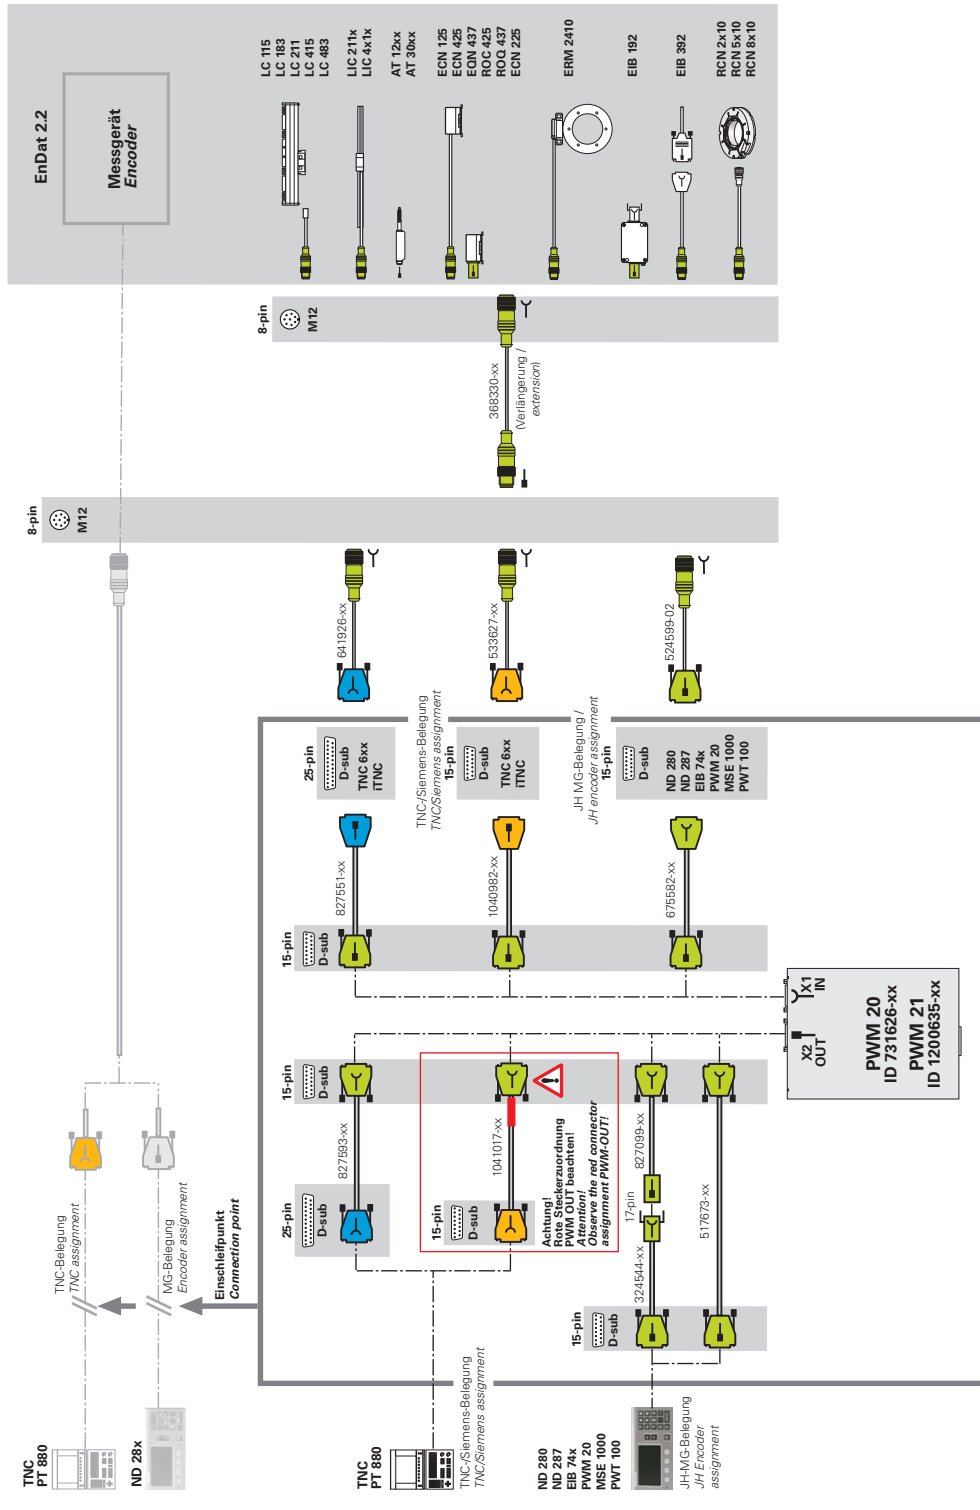 EnDat 2.2
Messgerät
Encoder
LC 115
LC 183
LC 211
LC 415
LC 483
LIC 211x
LIC 4x1x
AT 12xx
AT 30xx
ECN 125
ECN 425
EQN 437
ROC 425
ROQ 437
ECN 225
ERM 2410
EIB 192
EIB 392
RCN 2x10
RCN 5x10
RCN 8x10
8-pin
M12
368330-xx
(Verlängerung /
extension)
8-pin
M12
641926-xx
533627-xx
524599-02
25-pin
D-sub
TNC 6xx
iTNC
TNC-/Siemens-Belegung
TNC/Siemens assignment
15-pin
D-sub
TNC 6xx
iTNC
JH MG-Belegung /
JH encoder assignment
15-pin
D-sub
ND 280
ND 287
EIB 74x
PWM 20
MSE 1000
PWT 100
827551-xx
1040982-xx
675582-xx
15-pin
D-sub
X1
IN
X2
OUT
PWM 20
ID 731626-xx
PWM 21
ID 1200635-xx
15-pin
D-sub
827593-xx
1041017-xx
827099-xx
17-pin
324544-xx
517673-xx
25-pin
D-sub
15-pin
D-sub
Achtung!
Rote Steckerzuordnung
PWM OUT beachten!
Attention!
Observe the red connector
assignment PWM-OUT!
15-pin
D-sub
TNC-Belegung
TNC assignment
MG-Belegung
Encoder assignment
Einschleifpunkt
Connection point
TNC
PT 880
ND 28x
TNC
PT 880
TNC-/Siemens-Belegung
TNC/Siemens assignment
ND 280
ND 287
EIB 74x
PWM 20
MSE 1000
PWT 100
JH-MG-Belegung
JH Encoder
assignment